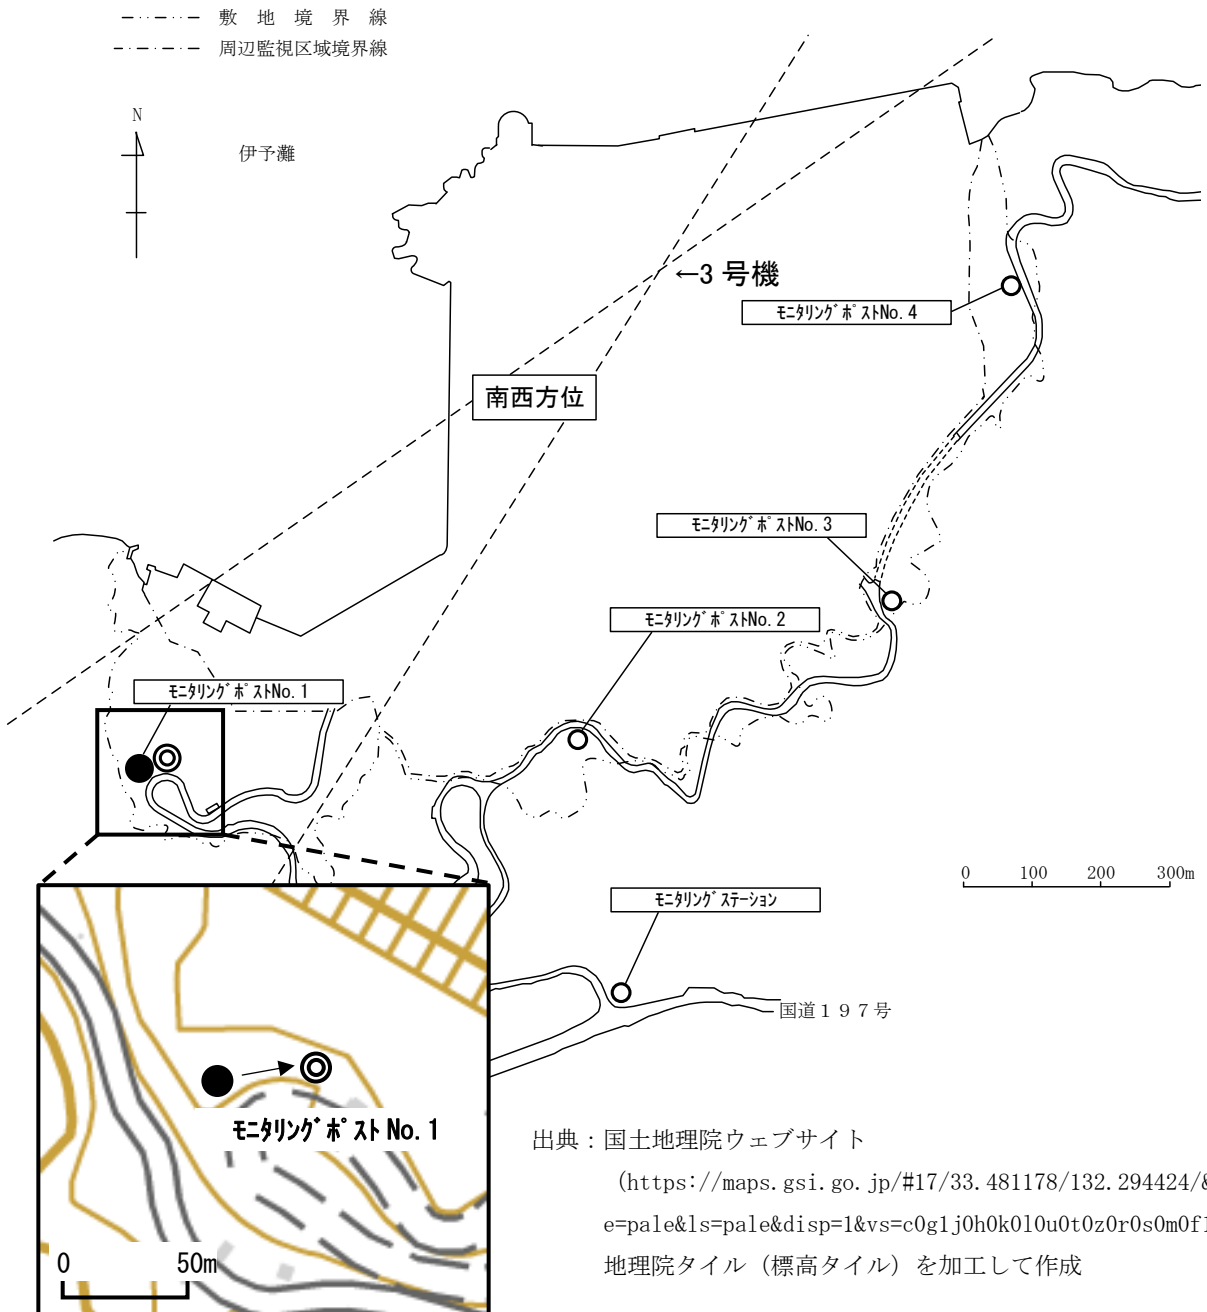 敷地境界線
周辺監視区域境界線
N
伊予灘
←3号機
モニタリングポストNo. 4
南西方位
モニタリングポストNo. 3
モニタリングポストNo. 2
モニタリングポストNo. 1
0 100 200 300m
モニタリングステーション
国道１９７号
モニタリングポスト No. 1
0 50m
出典：国土地理院ウェブサイト
（https://maps.gsi.go.jp/#17/33.481178/132.294424/&
e=pale&ls=pale&disp=1&vs=c0g1j0h0k0l0u0t0z0r0s0m0f1
地理院タイル（標高タイル）を加工して作成